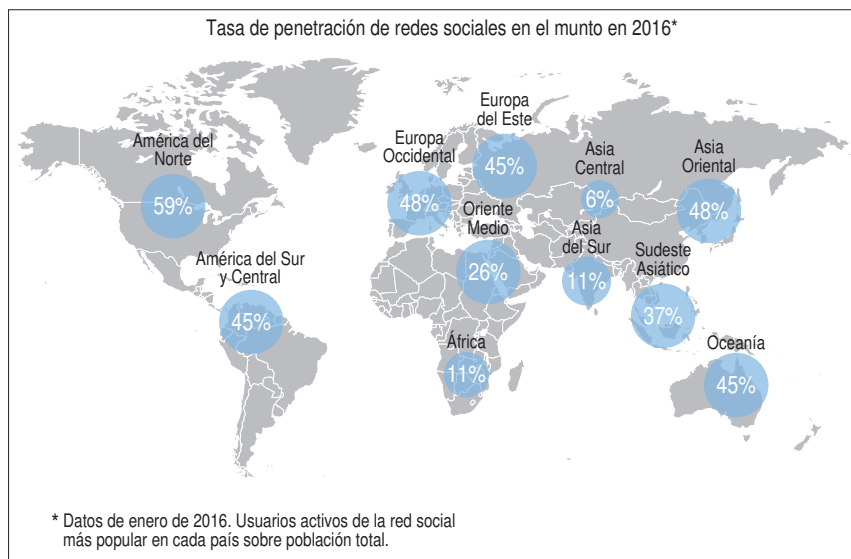 Tasa de penetración de redes sociales en el munto en 2016*
América del
Norte
59%
Europa
Occidental
48%
Europa
del Este
45%
Asia
Central
6%
Asia
Oriental
48%
Oriente
Medio
26%
Asia
del Sur
11%
Sudeste
Asiático
37%
América del Sur
y Central
45%
África
11%
Oceanía
45%
* Datos de enero de 2016. Usuarios activos de la red social
más popular en cada país sobre población total.